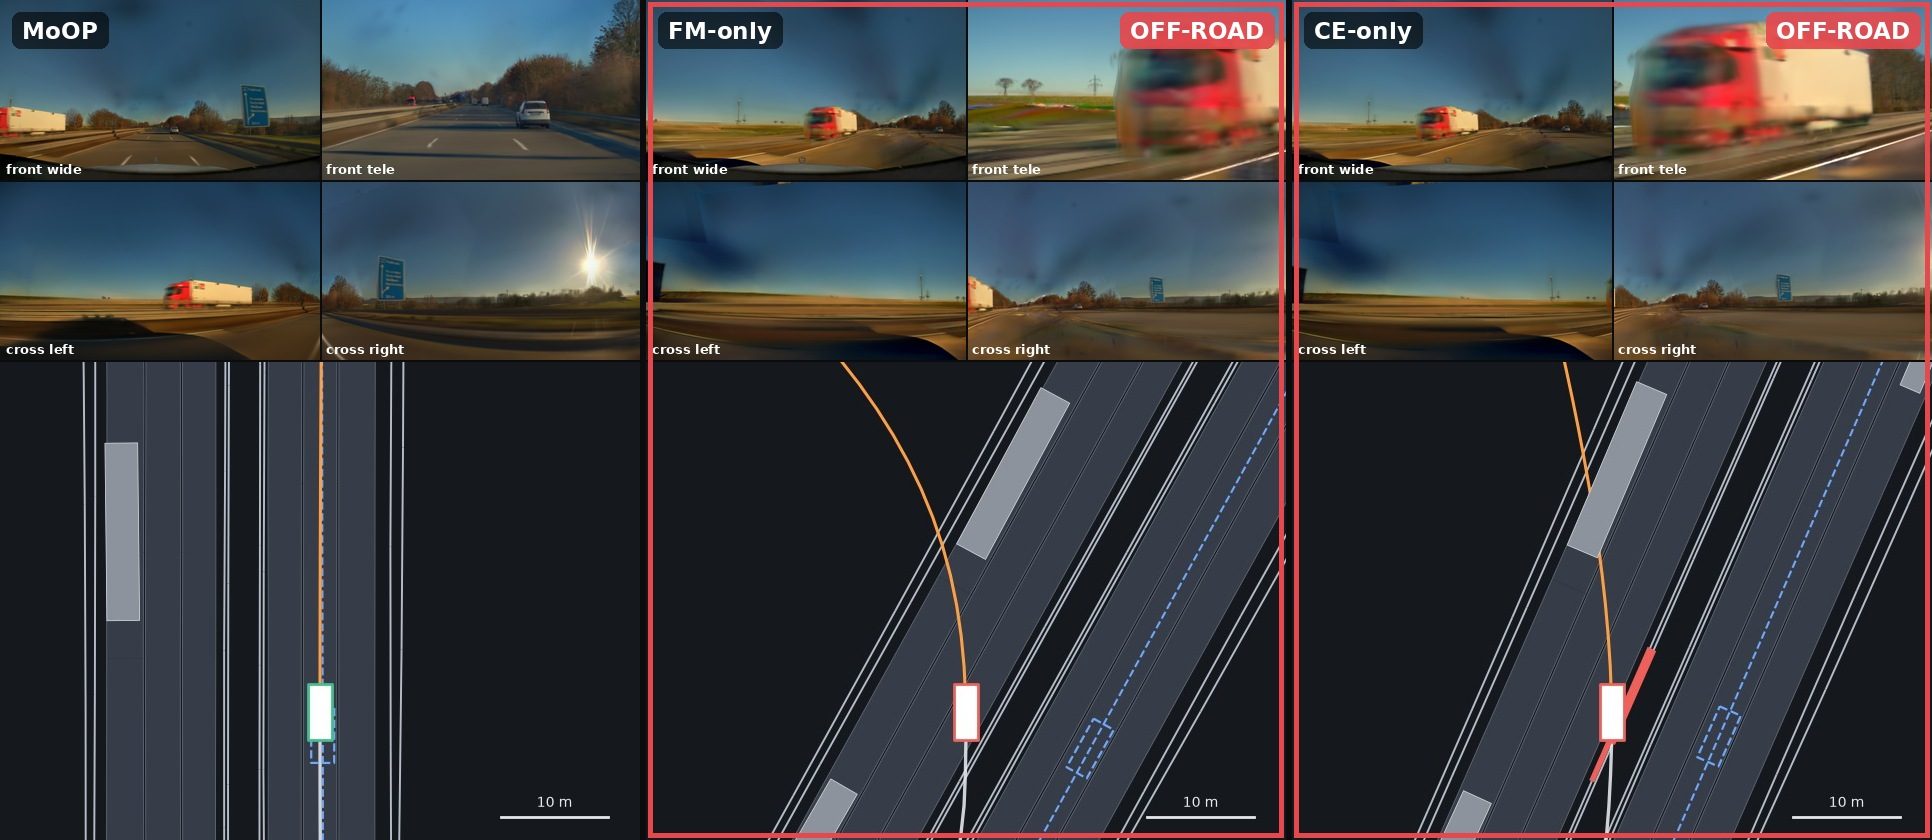 MoOP
front wide
front tele
cross left
cross right
10 m
FM-only
OFF-ROAD
front wide
front tele
cross left
cross right
10 m
CE-only
OFF-ROAD
front wide
front tele
cross left
cross right
10 m